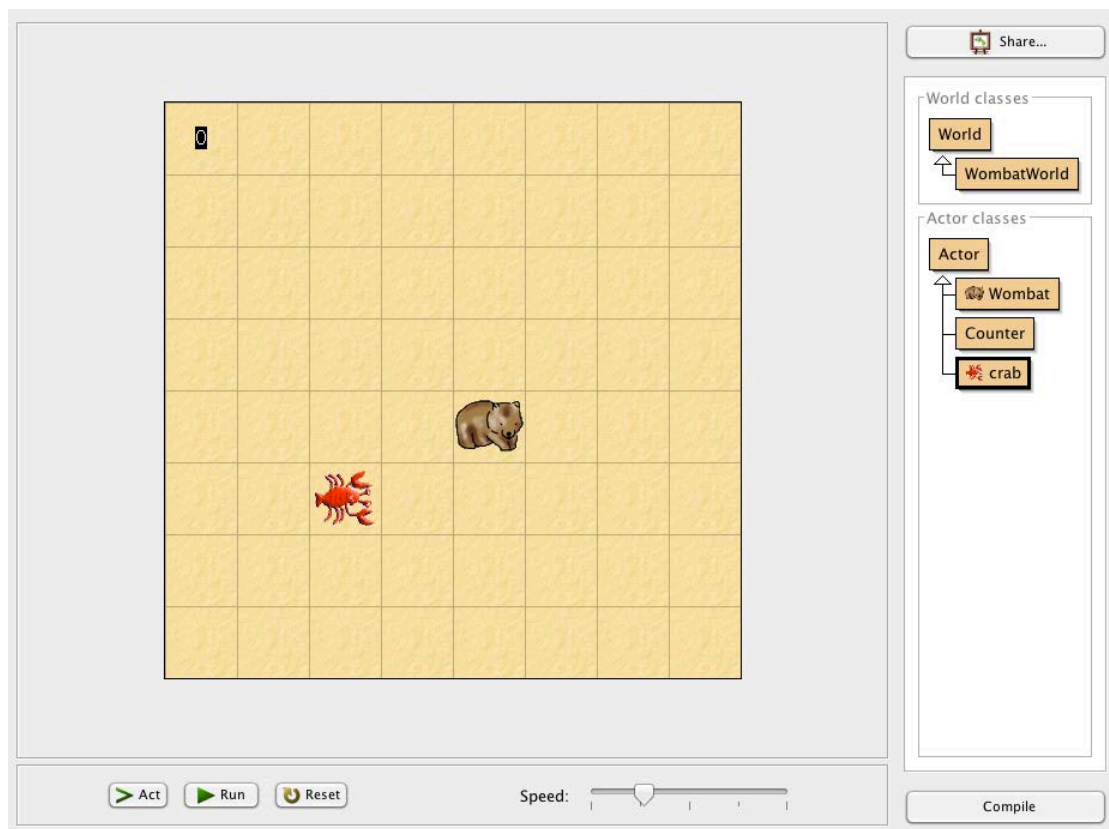 Share...
World classes
World
WombatWorld
Actor classes
Actor
Wombat
Counter
crab
0
Act
Run
Reset
Speed:
Compile